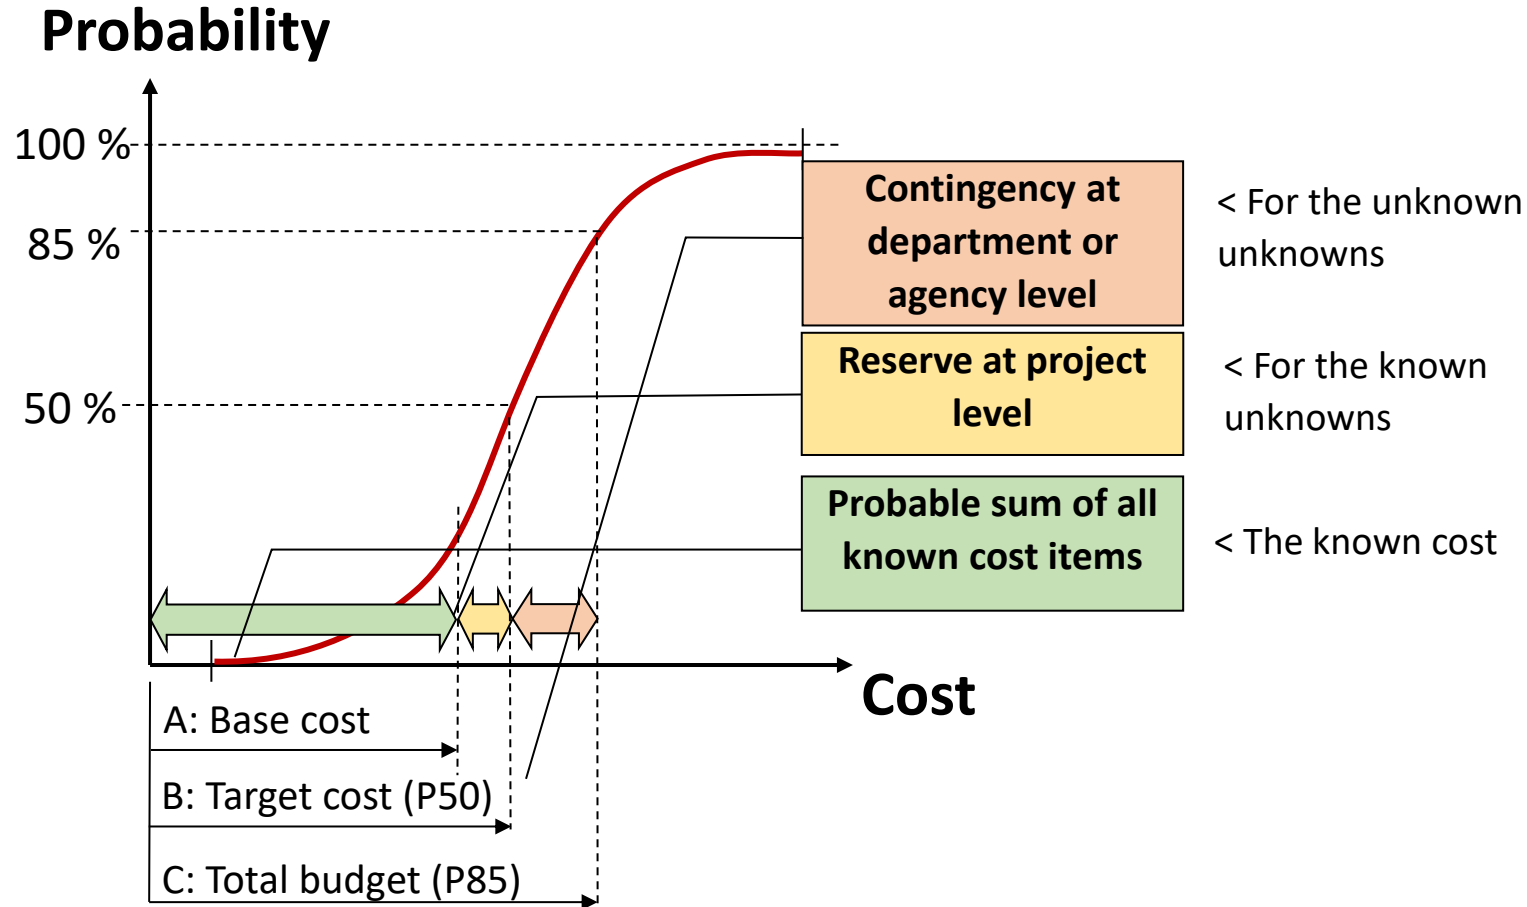 Probability
100 %
85 %
50 %
Contingency at
department or
agency level
< For the unknown
unknowns
Reserve at project
level
< For the known
unknowns
Probable sum of all
known cost items
< The known cost
Cost
A: Base cost
B: Target cost (P50)
C: Total budget (P85)